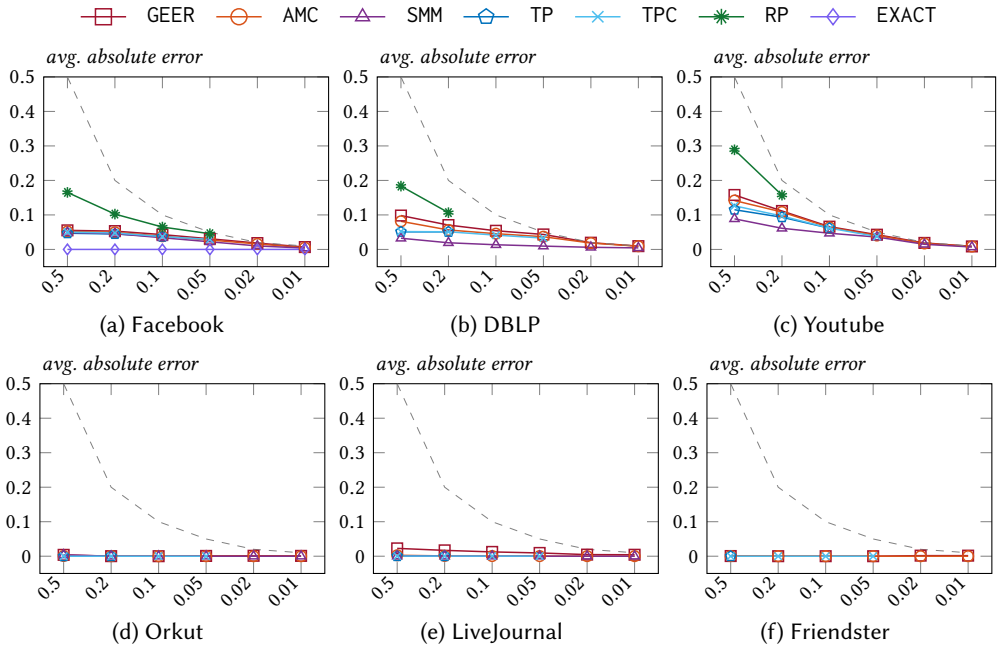 GEER AMC SMM TP TPC RP EXACT
avg. absolute error avg. absolute error avg. absolute error
0.5 0.5 0.5
0.4 0.4 0.4
0.3 0.3 0.3
0.2 0.2 0.2
0.1 0.1 0.1
0 0 0
0.5 0.2 0.1 0.05 0.02 0.01 0.5 0.2 0.1 0.05 0.02 0.01 0.5 0.2 0.1 0.05 0.02 0.01
(a) Facebook (b) DBLP (c) Youtube
avg. absolute error avg. absolute error avg. absolute error
0.5 0.5 0.5
0.4 0.4 0.4
0.3 0.3 0.3
0.2 0.2 0.2
0.1 0.1 0.1
0 0 0
0.5 0.2 0.1 0.05 0.02 0.01 0.5 0.2 0.1 0.05 0.02 0.01 0.5 0.2 0.1 0.05 0.02 0.01
(d) Orkut (e) LiveJournal (f) Friendster